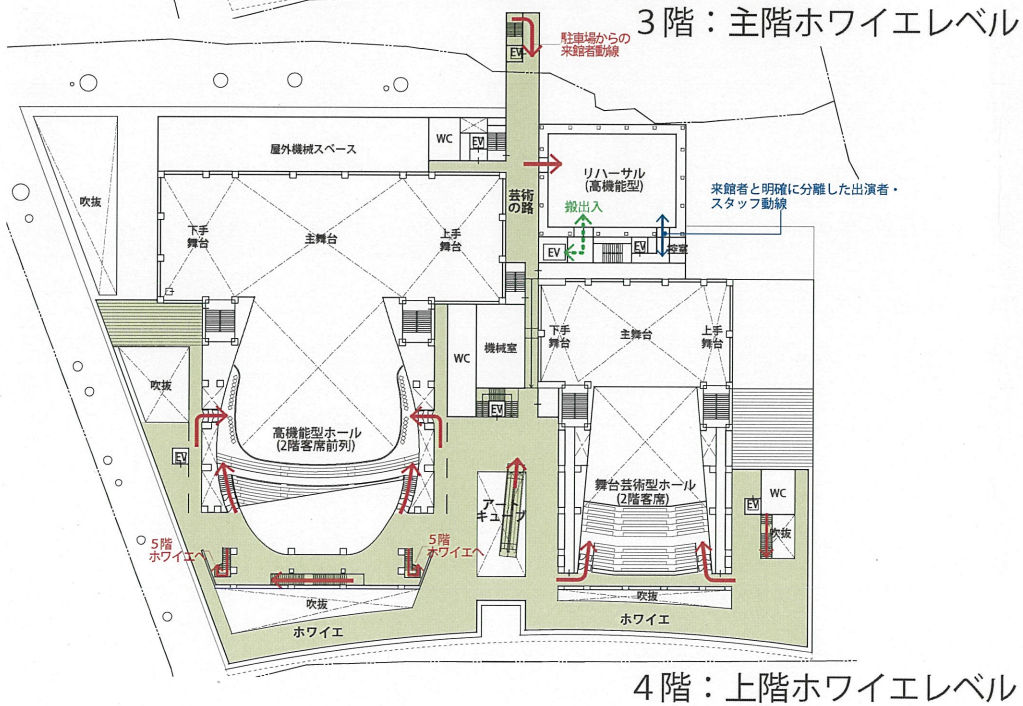 3階：主階ホワイエレベル
駐車場からの
来館者動線
EV
WC
EV
屋外機械スペース
リハーサル
(高機能型)
芸術
の路
来館者と明確に分離した出演者・
スタッフ動線
吹抜
搬出入
下手
舞台
主舞台
上手
舞台
EV
EV
控室
下手
舞台
主舞台
上手
舞台
WC
機械室
吹抜
EV
高機能型ホール
(2階客席前列)
EV
舞台芸術型ホール
(2階客席)
WC
EV
アート
キューブ
吹抜
5階
ホワイエへ
5階
ホワイエへ
吹抜
吹抜
ホワイエ
ホワイエ
4階：上階ホワイエレベル